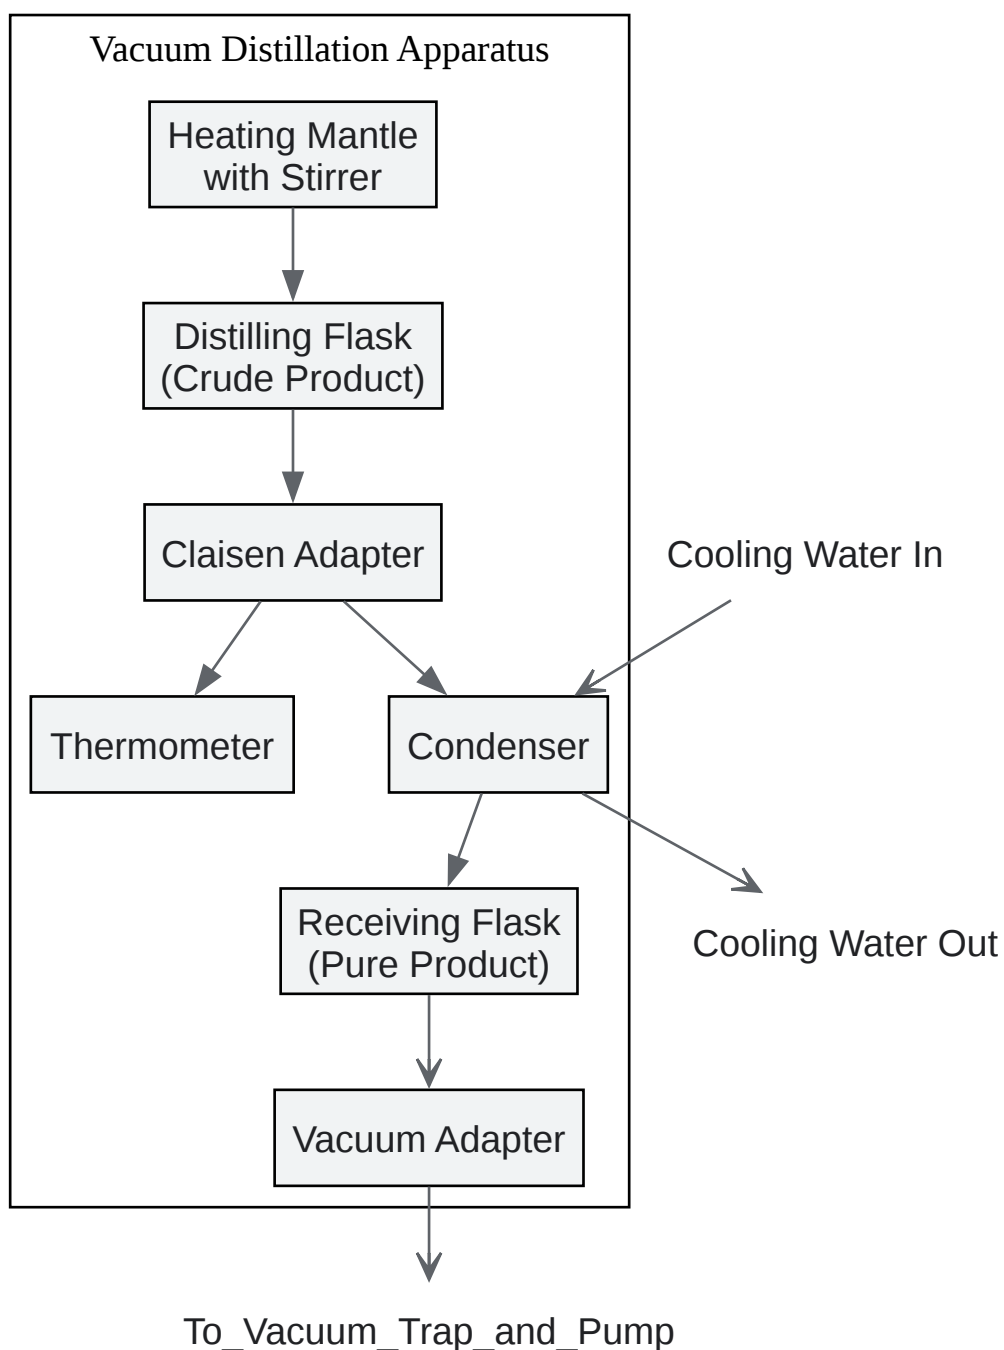 Vacuum Distillation Apparatus
Heating Mantle
with Stirrer
Distilling Flask
(Crude Product)
Claisen Adapter
Cooling Water In
Thermometer
Condenser
Receiving Flask
(Pure Product)
Cooling Water Out
Vacuum Adapter
To_Vacuum_Trap_and_Pump